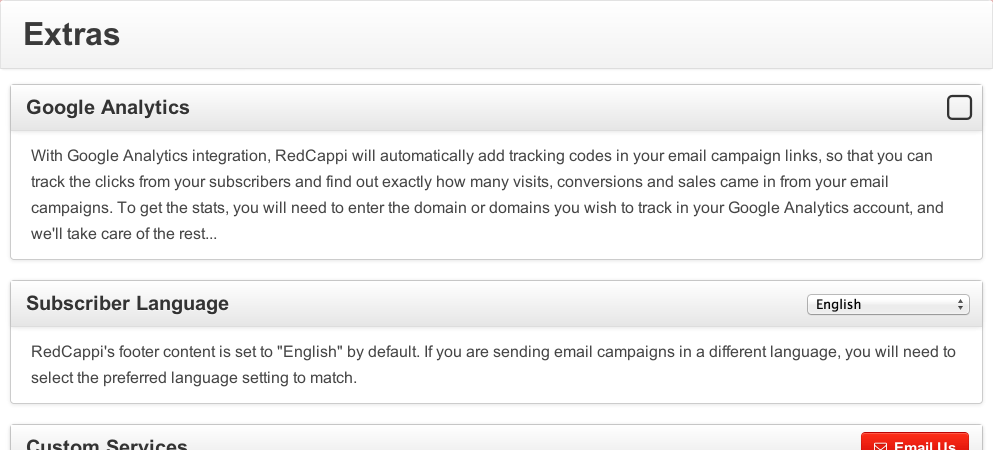 Extras
Google Analytics
With Google Analytics integration, RedCappi will automatically add tracking codes in your email campaign links, so that you can
track the clicks from your subscribers and find out exactly how many visits, conversions and sales came in from your email
campaigns. To get the stats, you will need to enter the domain or domains you wish to track in your Google Analytics account, and
we'll take care of the rest...
Subscriber Language
English
RedCappi's footer content is set to "English" by default. If you are sending email campaigns in a different language, you will need to
select the preferred language setting to match.
Custom Services
Email Us